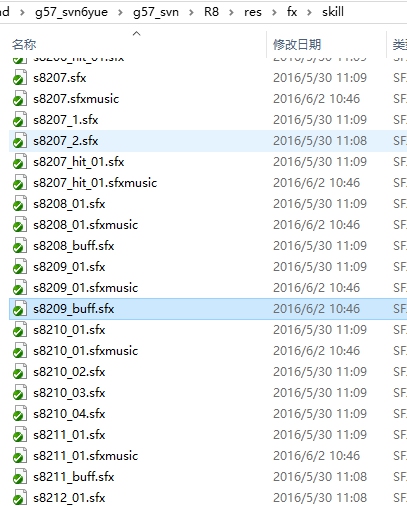 nd › g57_svn6yue › g57_svn › R8 › res › fx › skill
名称 修改日期 类
s8206_hit_01.sfx 2016/5/30 11:09 SF
s8207.sfx 2016/5/30 11:09 SF
s8207.sfxmusic 2016/6/2 10:46 SF
s8207_1.sfx 2016/5/30 11:09 SF
s8207_2.sfx 2016/5/30 11:08 SF
s8207_hit_01.sfx 2016/5/30 11:09 SF
s8207_hit_01.sfxmusic 2016/6/2 10:46 SF
s8208_01.sfx 2016/5/30 11:09 SF
s8208_01.sfxmusic 2016/6/2 10:46 SF
s8208_buff.sfx 2016/5/30 11:09 SF
s8209_01.sfx 2016/5/30 11:09 SF
s8209_01.sfxmusic 2016/6/2 10:46 SF
s8209_buff.sfx 2016/6/2 10:46 SF
s8210_01.sfx 2016/5/30 11:09 SF
s8210_01.sfxmusic 2016/6/2 10:46 SF
s8210_02.sfx 2016/5/30 11:09 SF
s8210_03.sfx 2016/5/30 11:09 SF
s8210_04.sfx 2016/5/30 11:09 SF
s8211_01.sfx 2016/5/30 11:09 SF
s8211_01.sfxmusic 2016/6/2 10:46 SF
s8211_buff.sfx 2016/5/30 11:08 SF
s8212_01.sfx 2016/5/30 11:08 SF